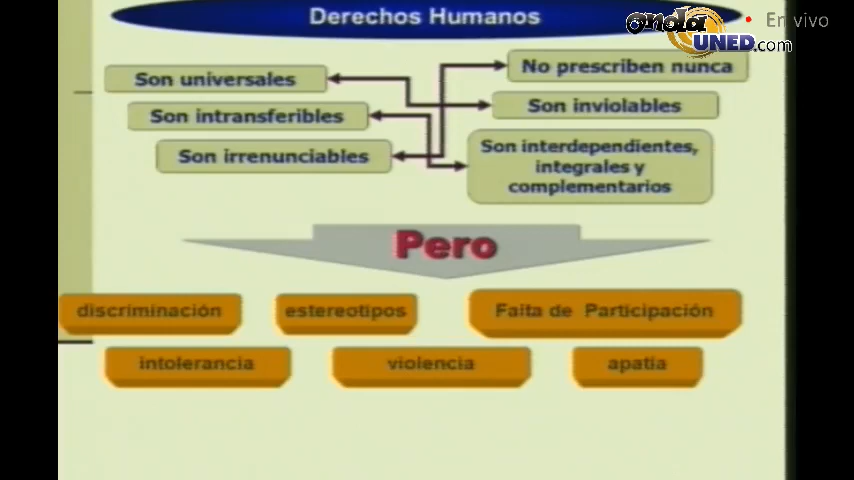 Derechos Humanos
onda
UNED.com
En vivo
Son universales
No prescriben nunca
Son intransferibles
Son inviolables
Son irrenunciables
Son interdependientes,
integrales y
complementarios
Pero
discriminación
estereotipos
Falta de Participación
intolerancia
violencia
apatía